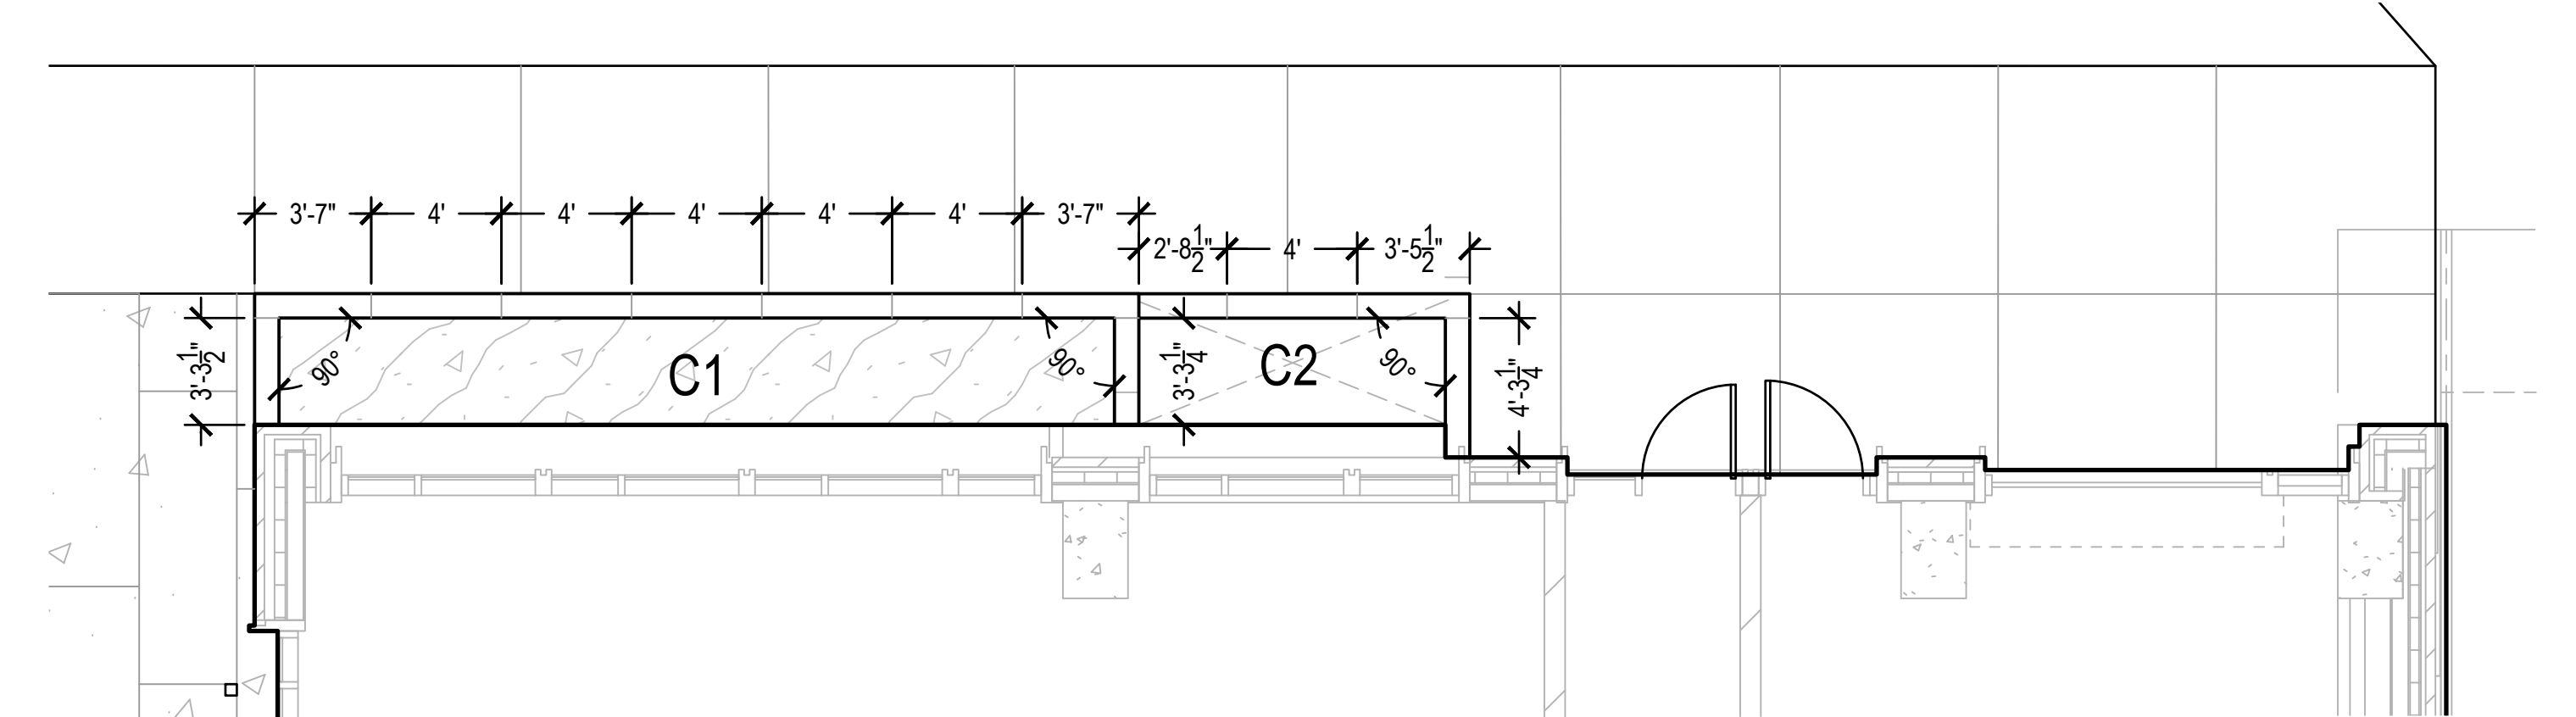 3'-7" 4' 4' 4' 4' 4' 3'-7"
2'-8 1/2" 4' 3'-5 1/2"
3'-3 1/2" 90° C1 90° 3'-3 1/4" C2 90° 4'-3 1/4"